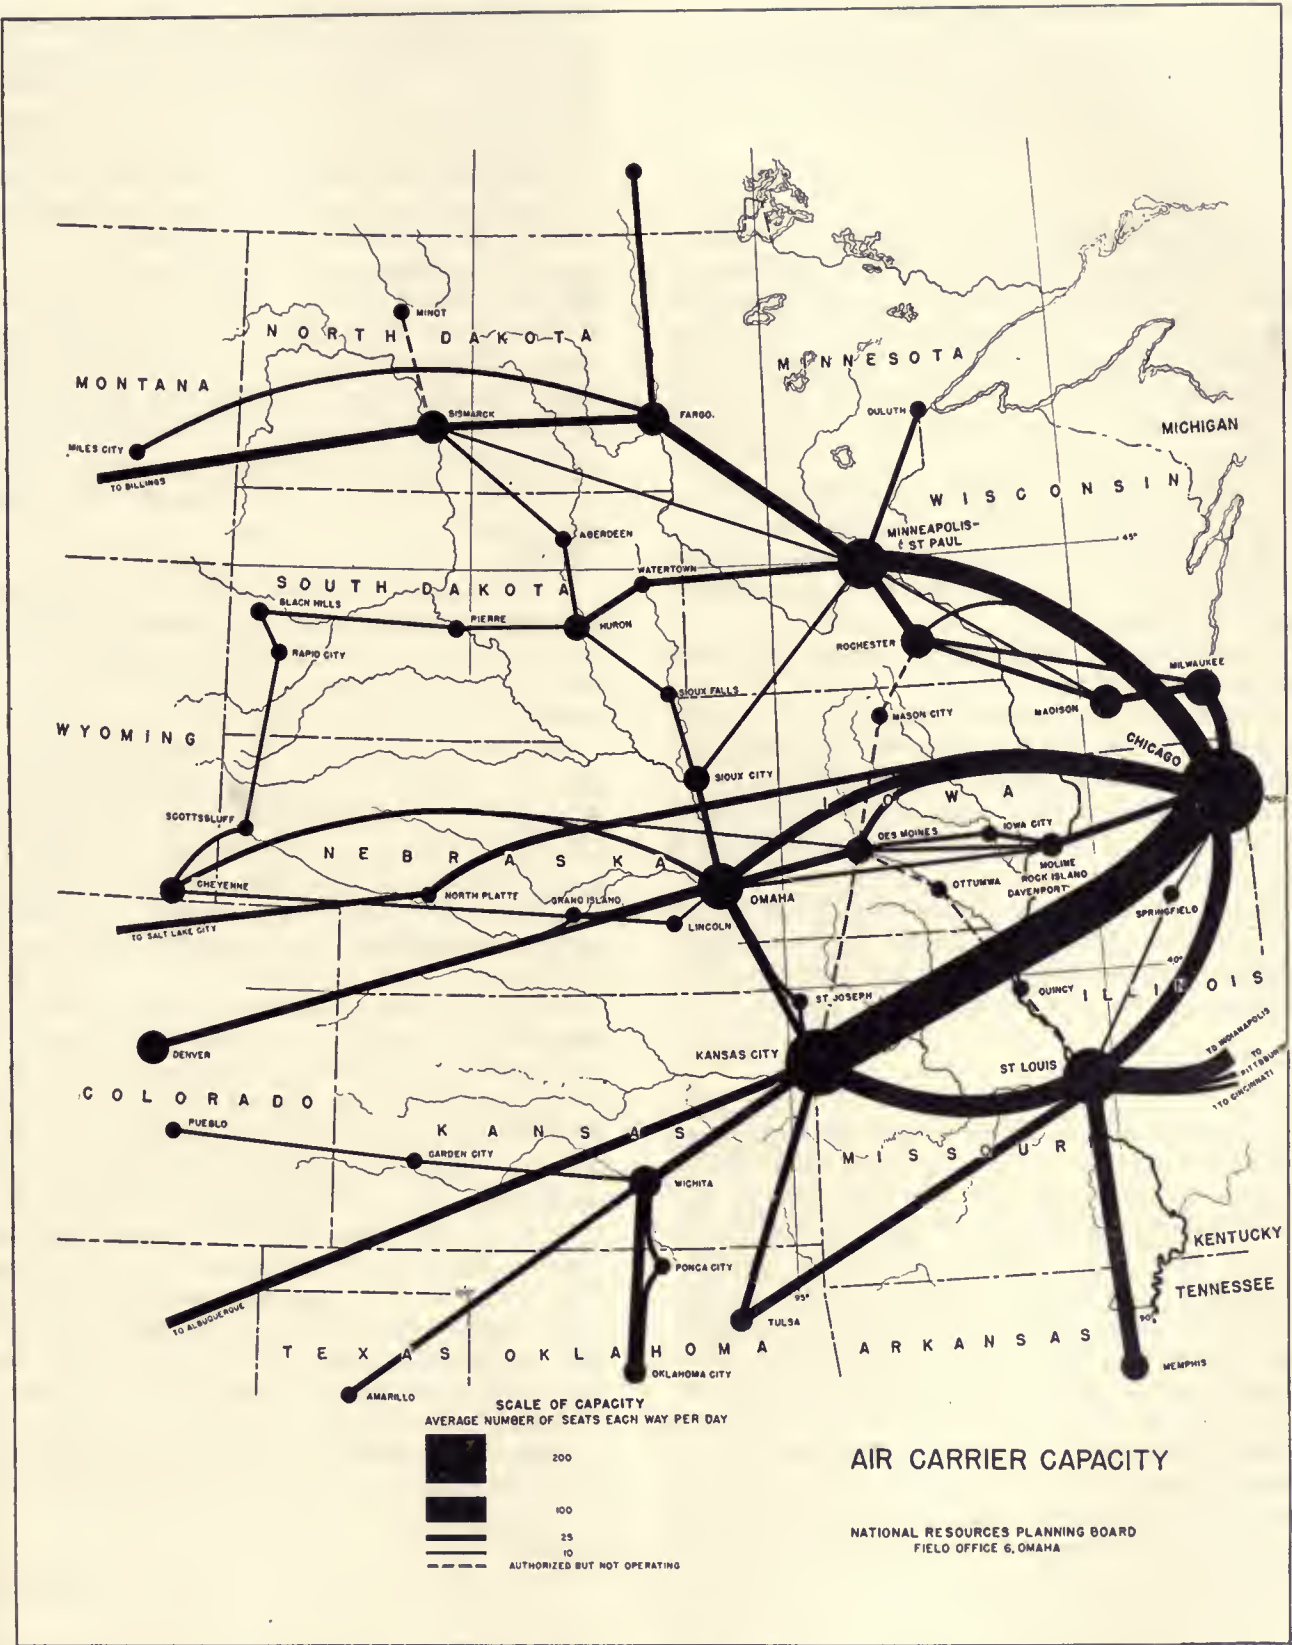 MINOT
NORTH DAKOTA
MINNESOTA
MONTANA
BISMARCK
FARGO.
DULUTH
MICHIGAN
MILES CITY
TO BILLINGS
WISCONSIN
MINNEAPOLIS-
ST PAUL
45°
ABERDEEN
WATERTOWN
SOUTH DAKOTA
BLACK HILLS
PIERRE
HURON
RAPID CITY
ROCHESTER
MILWAUKEE
SIOUX FALLS
MADISON
MASON CITY
WYOMING
CHICAGO
SIOUX CITY
IOWA
SCOTTSBLUFF
DES MOINES
IOWA CITY
NEBRASKA
MOLINE
ROCK ISLAND
DAVENPORT
CHEYENNE
NORTH PLATTE
GRAND ISLAND
OMAHA
OTTUMWA
SPRINGFIELD
TO SALT LAKE CITY
LINCOLN
40°
ILLINOIS
ST. JOSEPH
QUINCY
DENVER
KANSAS CITY
ST LOUIS
TO INDIANAPOLIS
TO
PITTSBURGH
TO CINCINNATI
COLORADO
PUEBLO
KANSAS
GARDEN CITY
MISSOURI
WICHITA
KENTUCKY
PONCA CITY
TENNESSEE
95°
90°
TO ALBUQUERQUE
TULSA
TEXAS
OKLAHOMA
ARKANSAS
OKLAHOMA CITY
MEMPHIS
AMARILLO
SCALE OF CAPACITY
AVERAGE NUMBER OF SEATS EACH WAY PER DAY
200
100
25
10
AUTHORIZED BUT NOT OPERATING
AIR CARRIER CAPACITY
NATIONAL RESOURCES PLANNING BOARD
FIELD OFFICE 6, OMAHA